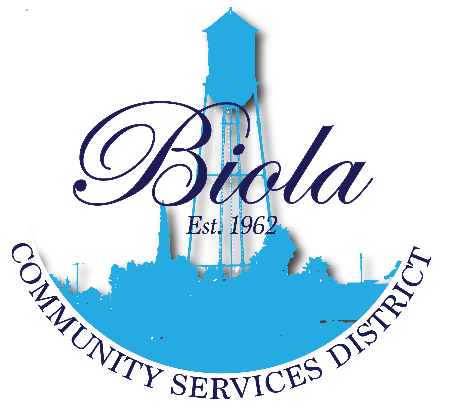 Biola
Est. 1962
COMMUNITY SERVICES DISTRICT